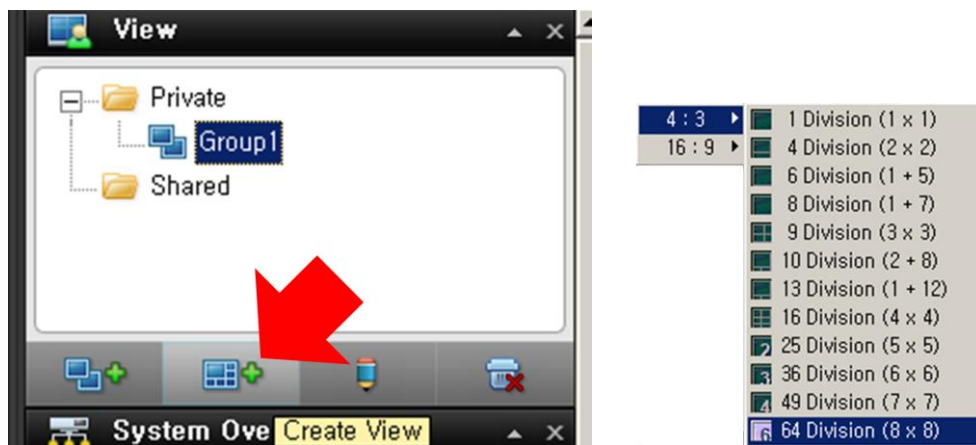 View
Private
Group1
Shared
System Ove
Create View
4 : 3
16 : 9
1 Division (1 x 1)
4 Division (2 x 2)
6 Division (1 + 5)
8 Division (1 + 7)
9 Division (3 x 3)
10 Division (2 + 8)
13 Division (1 + 12)
16 Division (4 x 4)
25 Division (5 x 5)
36 Division (6 x 6)
49 Division (7 x 7)
64 Division (8 x 8)